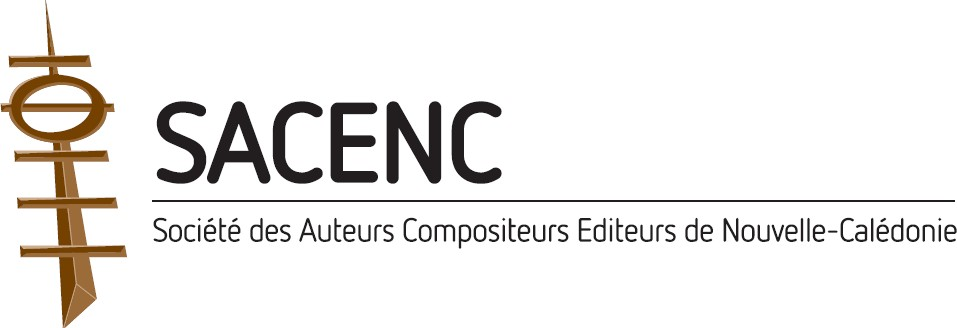 SACENC
Société des Auteurs Compositeurs Editeurs de Nouvelle-Calédonie